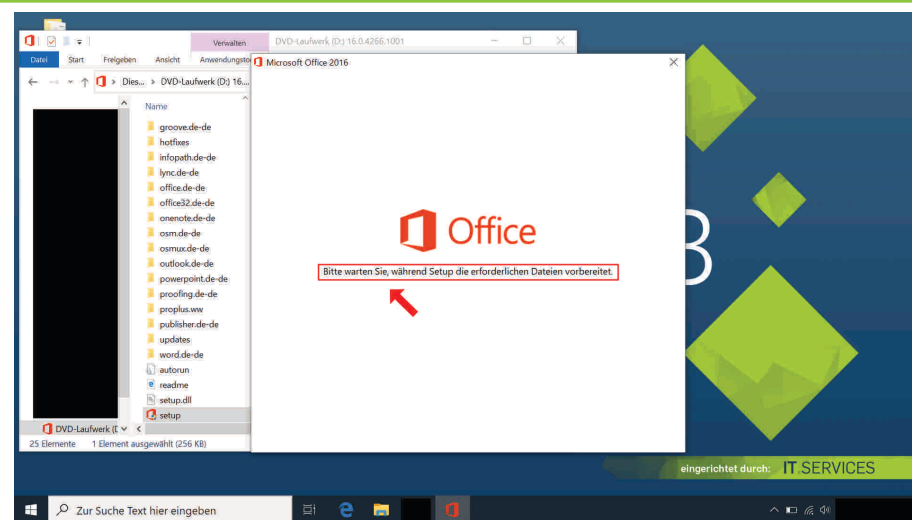 Verwalten
DVD-Laufwerk (D:) 16.0.4266.1001
Datei Start Freigeben Ansicht Anwendungsto
Microsoft Office 2016
Dies... > DVD-Laufwerk (D:) 16....
Name
groove.de-de
hotfixes
infopath.de-de
lync.de-de
office.de-de
office32.de-de
onenote.de-de
osm.de-de
osmux.de-de
outlook.de-de
powerpoint.de-de
proofing.de-de
proplus.ww
publisher.de-de
updates
word.de-de
autorun
readme
setup.dll
setup
DVD-Laufwerk (D
25 Elemente 1 Element ausgewählt (256 KB)
Office
Bitte warten Sie, während Setup die erforderlichen Dateien vorbereitet.
eingerichtet durch: IT.SERVICES
Zur Suche Text hier eingeben